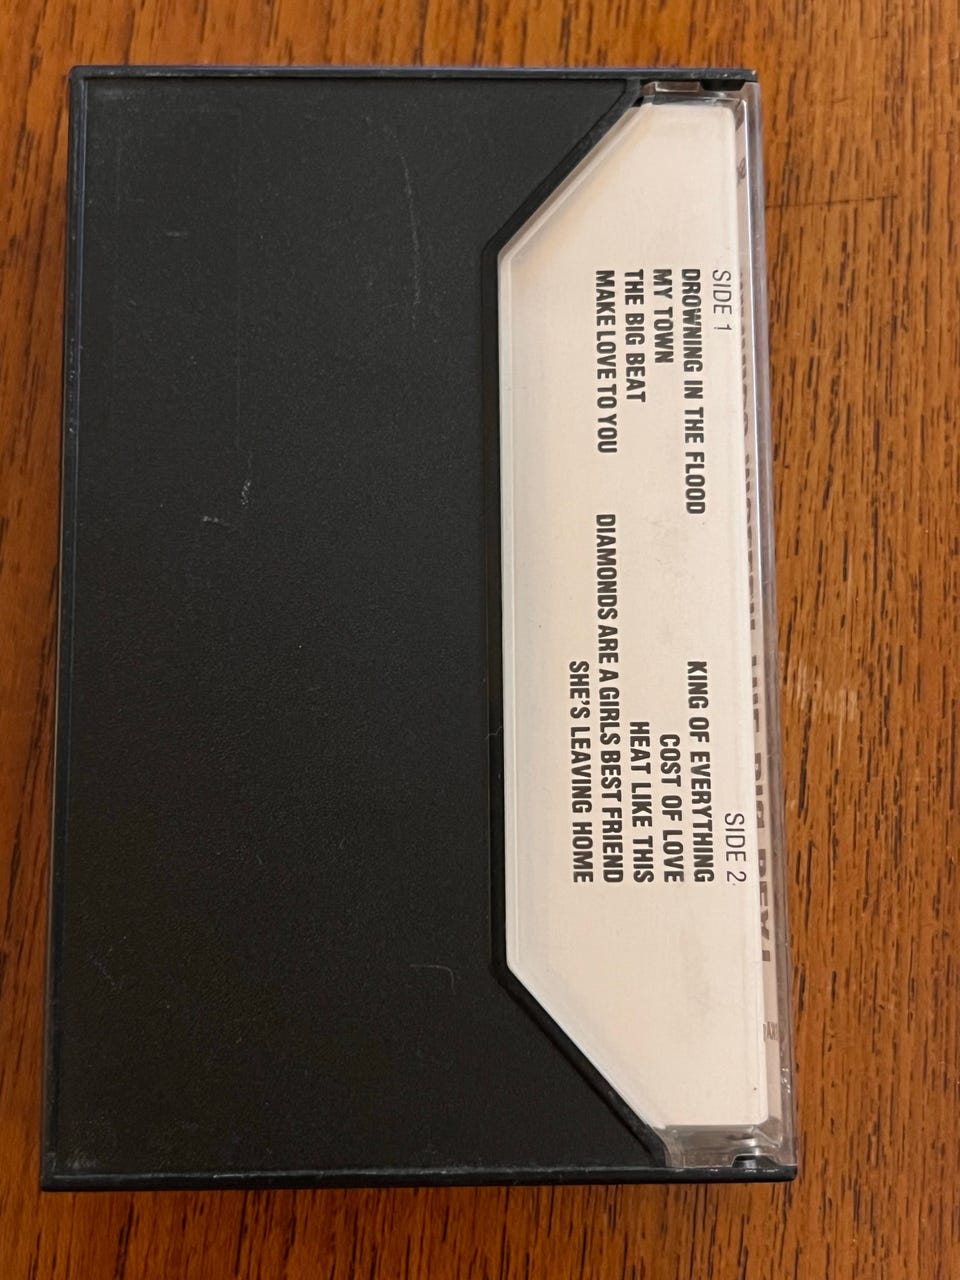 SIDE 1
DROWNING IN THE FLOOD
MY TOWN
THE BIG BEAT
MAKE LOVE TO YOU
SIDE 2
KING OF EVERYTHING
COST OF LOVE
HEAT LIKE THIS
DIAMONDS ARE A GIRLS BEST FRIEND
SHE'S LEAVING HOME